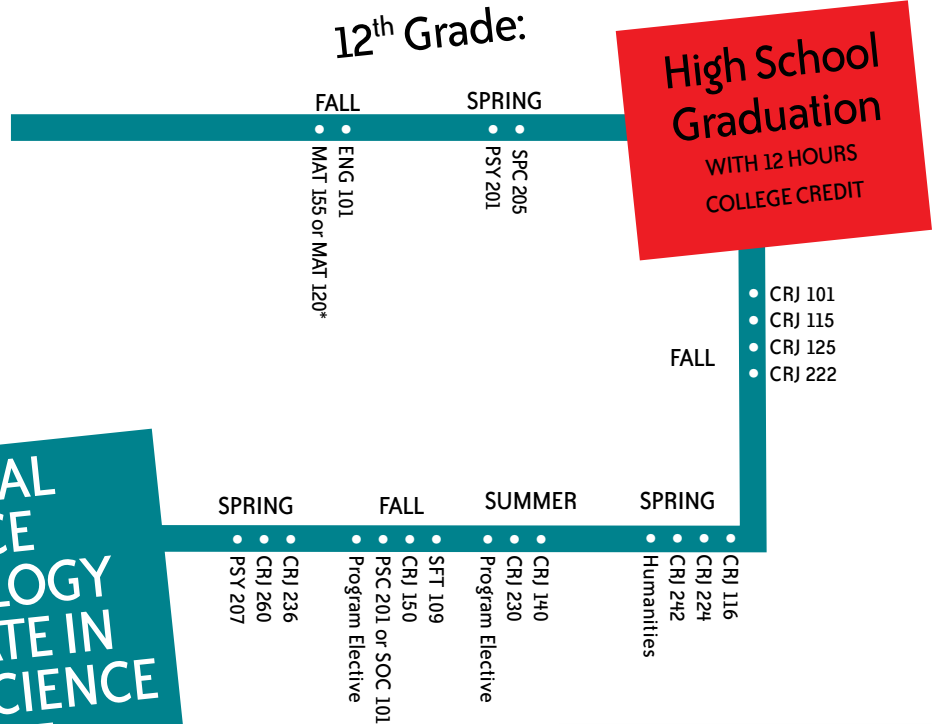 12th Grade:
FALL
MAT 155 or MAT 120*
ENG 101
SPRING
PSY 201
SPC 205
High School
Graduation
WITH 12 HOURS
COLLEGE CREDIT
FALL
CRJ 101
CRJ 115
CRJ 125
CRJ 222
SPRING
CRJ 116
CRJ 224
CRJ 242
Humanities
SUMMER
CRJ 140
CRJ 230
Program Elective
FALL
SFT 109
CRJ 150
PSC 201 or SOC 101
Program Elective
SPRING
CRJ 236
CRJ 260
PSY 207
AL
CE
LOGY
TE IN
CIENCE